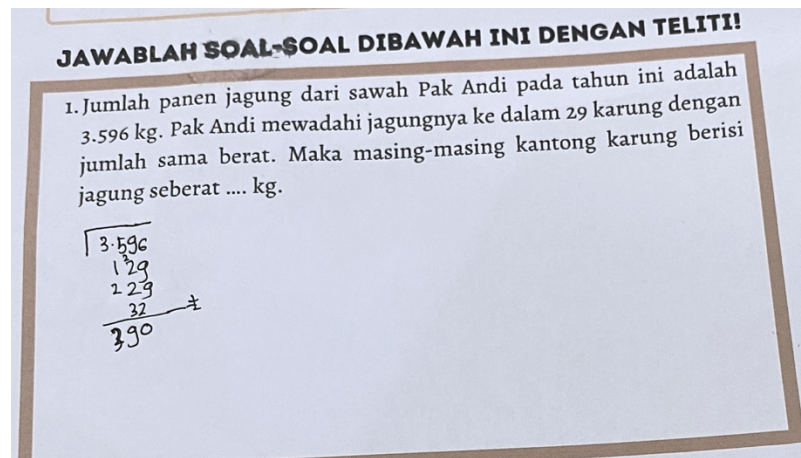 JAWABLAH SOAL-SOAL DIBAWAH INI DENGAN TELITI!
1. Jumlah panen jagung dari sawah Pak Andi pada tahun ini adalah
3.596 kg. Pak Andi mewadahi jagungnya ke dalam 29 karung dengan
jumlah sama berat. Maka masing-masing kantong karung berisi
jagung seberat .... kg.
3.596
129
229
32
390